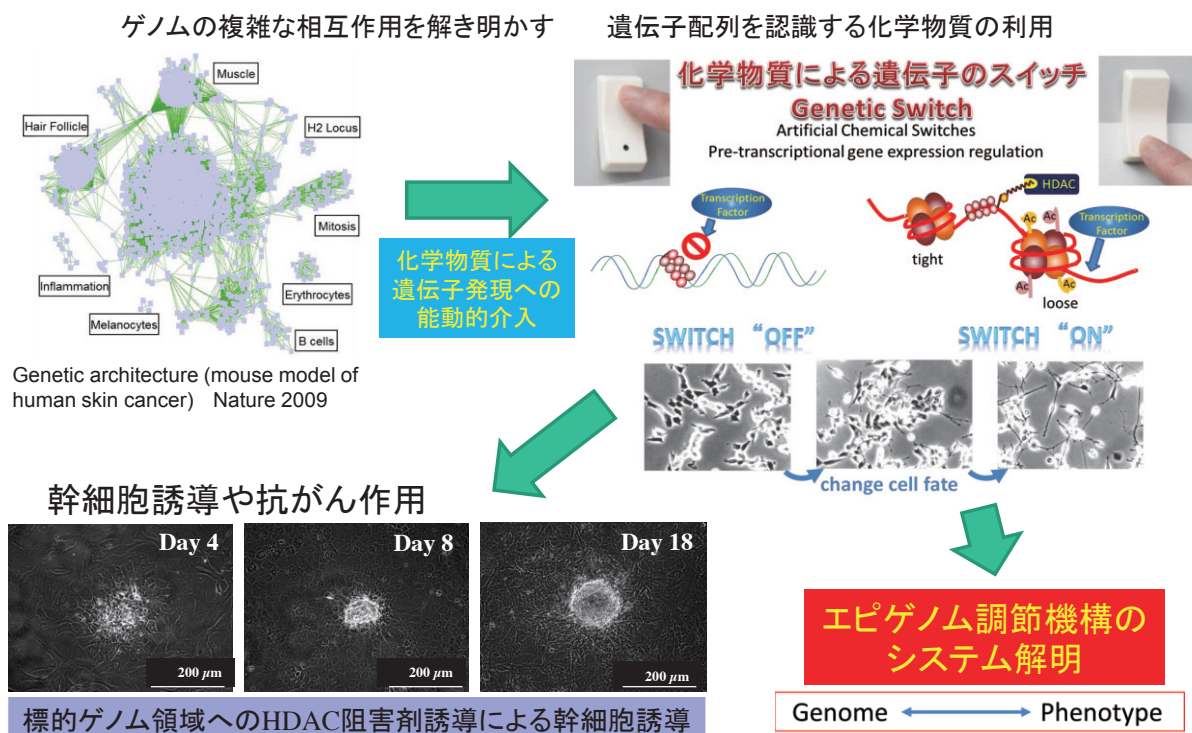 ゲノムの複雑な相互作用を解き明かす
遺伝子配列を認識する化学物質の利用
Muscle
Hair Follicle
H2 Locus
Mitosis
Inflammation
Erythrocytes
Melanocytes
B cells
Genetic architecture (mouse model of
human skin cancer) Nature 2009
化学物質による
遺伝子発現への
能動的介入
化学物質による遺伝子のスイッチ
Genetic Switch
Artificial Chemical Switches
Pre-transcriptional gene expression regulation
Transcription
Factor
HDAC
Ac
Ac
Transcription
Factor
tight
Ac
Ac
loose
SWITCH “OFF”
SWITCH “ON”
change cell fate
幹細胞誘導や抗がん作用
Day 4
Day 8
Day 18
200 µm
200 µm
200 µm
標的ゲノム領域へのHDAC阻害剤誘導による幹細胞誘導
エピゲノム調節機構の
システム解明
Genome
Phenotype